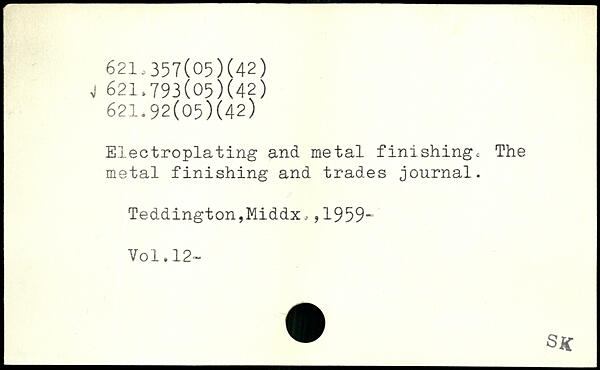 621.357(05)(42)
√ 621.793(05)(42)
621.92(05)(42)
Electroplating and metal finishing. The
metal finishing and trades journal.
Teddington,Middx.,1959-
Vol.12-
SK